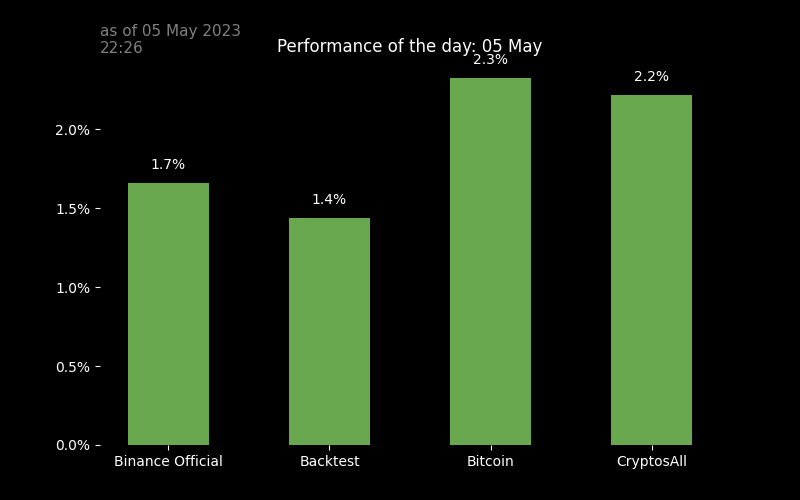 as of 05 May 2023
22:26
Performance of the day: 05 May
2.3%
2.2%
2.0%
1.7%
1.5%
1.4%
1.0%
0.5%
0.0%
Binance Official
Backtest
Bitcoin
CryptosAll